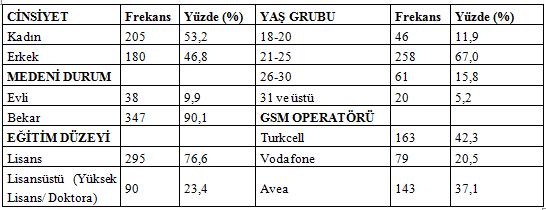 CİNSİYET Frekans Yüzde (%) YAŞ GRUBU Frekans Yüzde (%)
Kadın 205 53,2 18-20 46 11,9
Erkek 180 46,8 21-25 258 67,0
MEDENİ DURUM 26-30 61 15,8
Evli 38 9,9 31 ve üstü 20 5,2
Bekar 347 90,1 GSM OPERATÖRÜ
EĞİTİM DÜZEYİ Turkcell 163 42,3
Lisans 295 76,6 Vodafone 79 20,5
Lisansüstü (Yüksek Lisans/ Doktora) 90 23,4 Avea 143 37,1